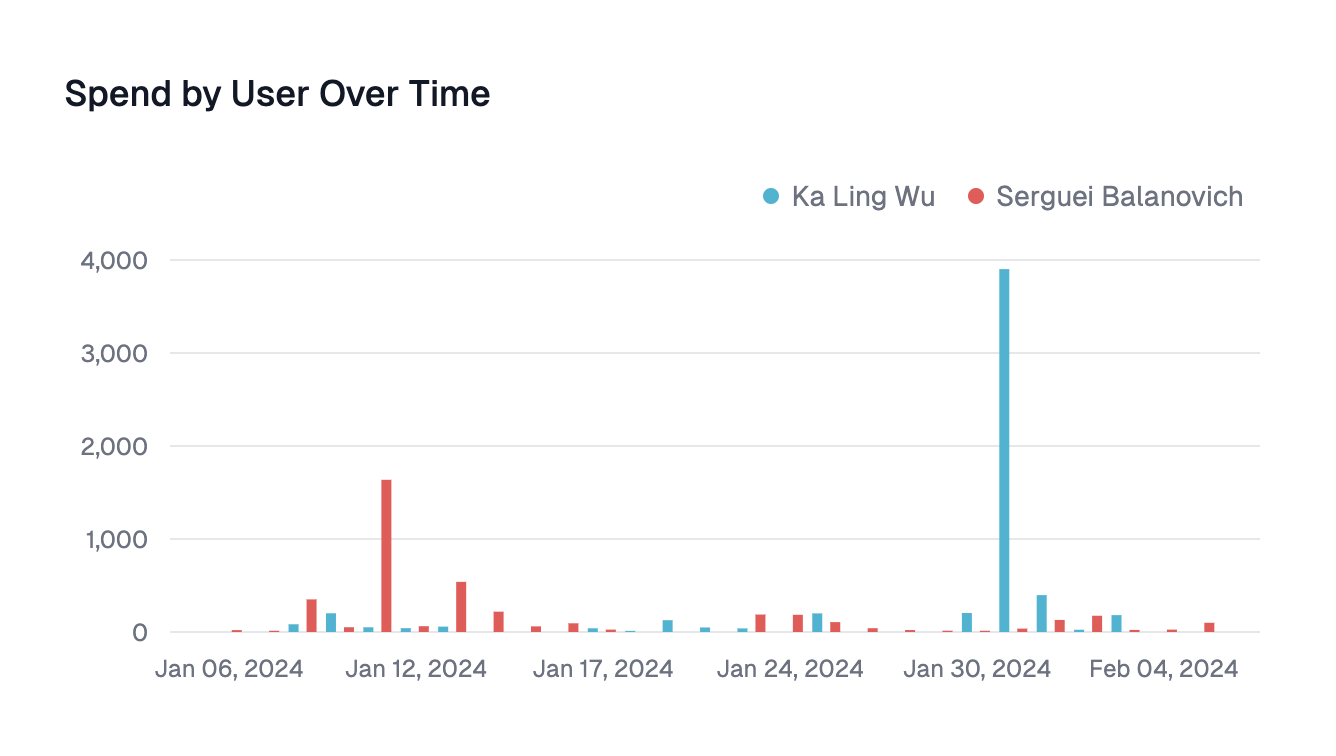 Spend by User Over Time
Ka Ling Wu Serguei Balanovich
4,000
3,000
2,000
1,000
0
Jan 06, 2024 Jan 12, 2024 Jan 17, 2024 Jan 24, 2024 Jan 30, 2024 Feb 04, 2024